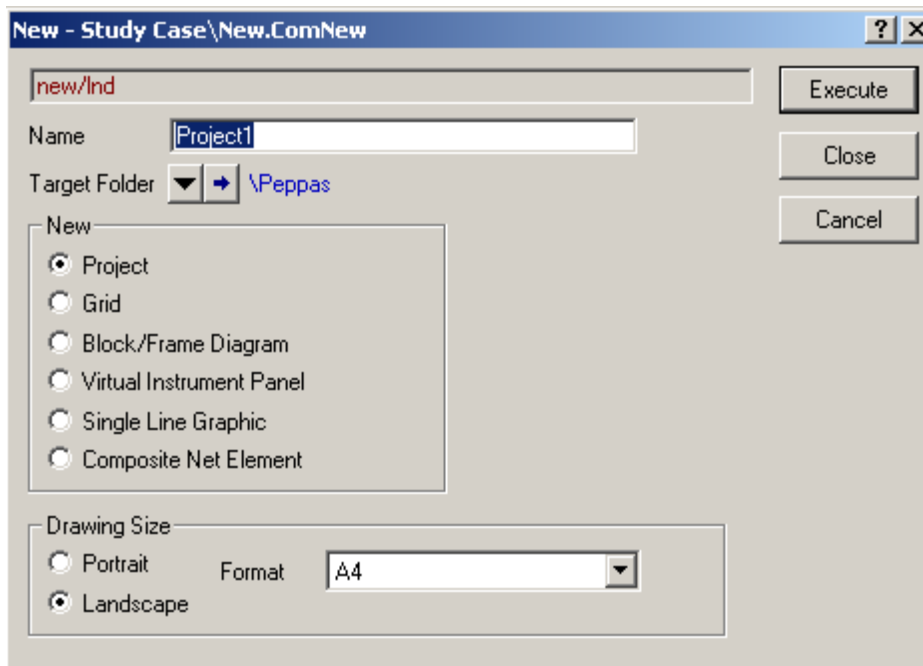 New - Study Case\New.ComNew
new/lnd
Execute
Name Project1
Close
Target Folder \Peppas
Cancel
New
Project
Grid
Block/Frame Diagram
Virtual Instrument Panel
Single Line Graphic
Composite Net Element
Drawing Size
Portrait Format A4
Landscape